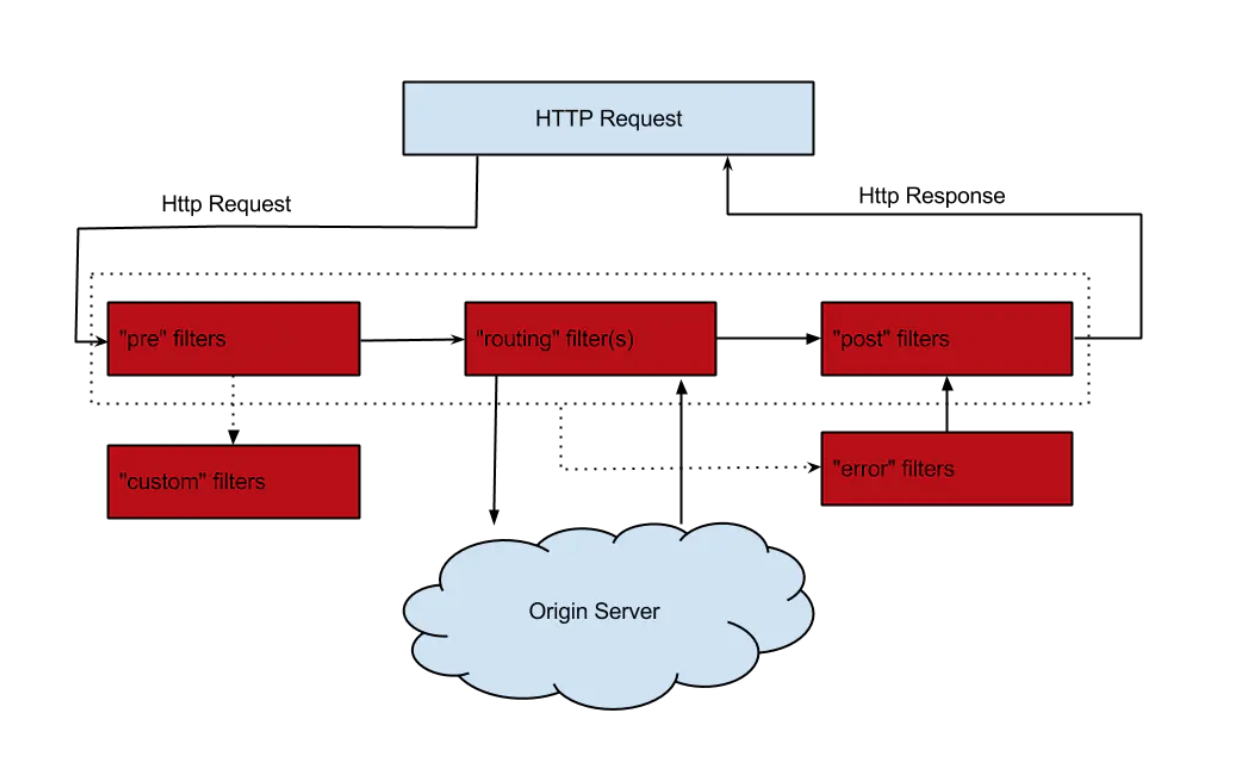 HTTP Request
Http Request
Http Response
"pre" filters
"routing" filter(s)
"post" filters
"custom" filters
"error" filters
Origin Server